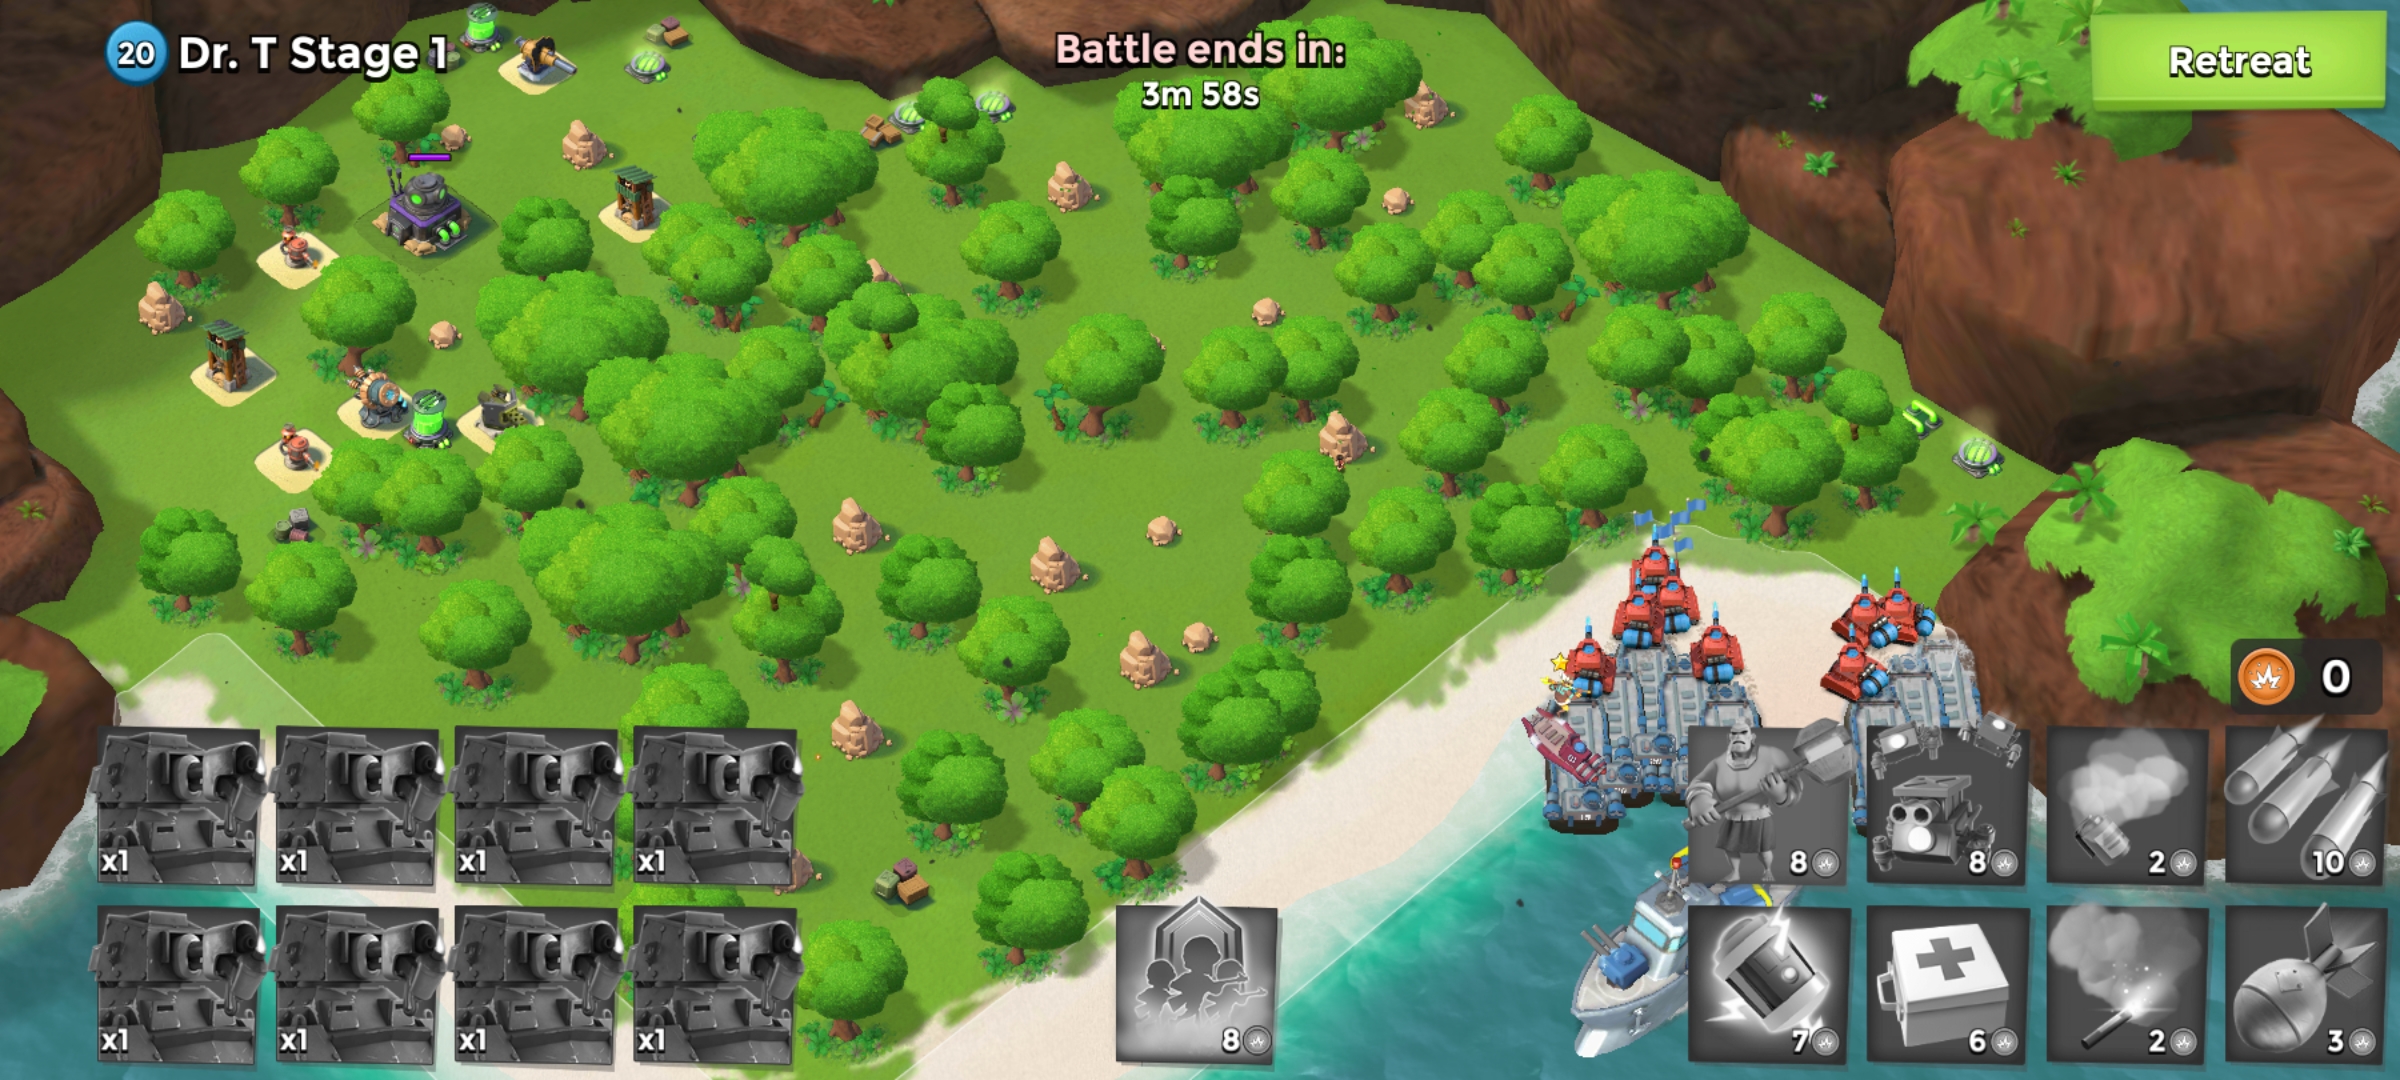 20 Dr. T Stage 1
Battle ends in:
3m 58s
Retreat
0
x1 x1 x1 x1
8 8 2 10
x1 x1 x1 x1
8
7 6 2 3